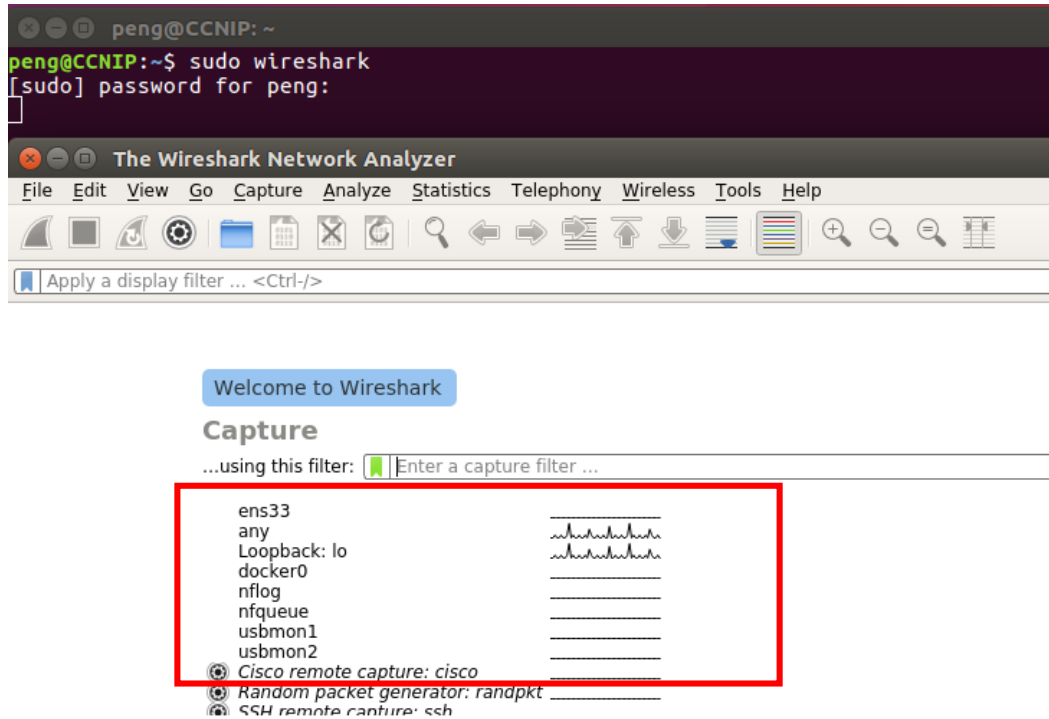 peng@CCNIP: ~
peng@CCNIP:~$ sudo wireshark
[sudo] password for peng:
The Wireshark Network Analyzer
File Edit View Go Capture Analyze Statistics Telephony Wireless Tools Help
Apply a display filter ... <Ctrl-/>
Welcome to Wireshark
Capture
...using this filter: Enter a capture filter ...
ens33
any
Loopback: lo
docker0
nflog
nfqueue
usbmon1
usbmon2
Cisco remote capture: cisco
Random packet generator: randpkt
SSH remote capture: ssh